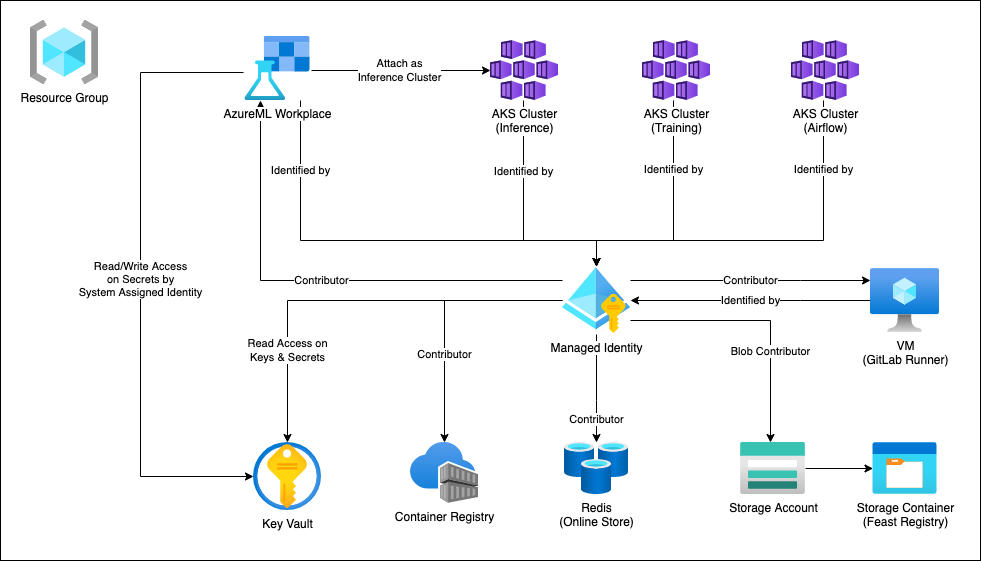 Resource Group
AzureML Workplace
Attach as
Inference Cluster
AKS Cluster
(Inference)
AKS Cluster
(Training)
AKS Cluster
(Airflow)
Identified by
Identified by
Identified by
Identified by
Read/Write Access
on Secrets by
System Assigned Identity
Contributor
Contributor
Identified by
Managed Identity
VM
(GitLab Runner)
Read Access on
Keys & Secrets
Contributor
Blob Contributor
Contributor
Key Vault
Container Registry
Redis
(Online Store)
Storage Account
Storage Container
(Feast Registry)